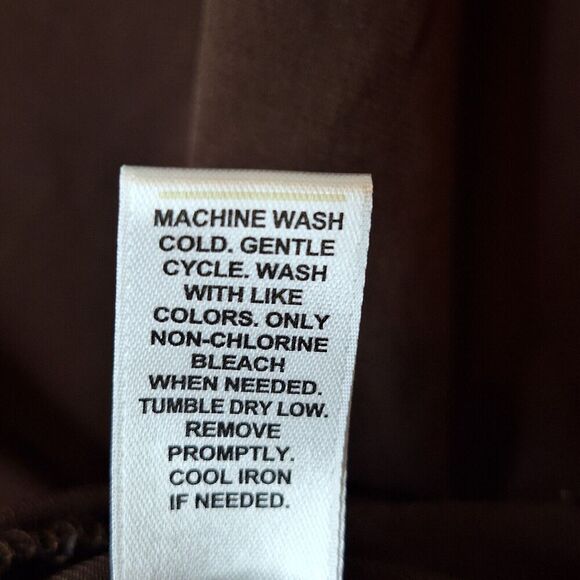 MACHINE WASH
COLD. GENTLE
CYCLE. WASH
WITH LIKE
COLORS. ONLY
NON-CHLORINE
BLEACH
WHEN NEEDED.
TUMBLE DRY LOW.
REMOVE
PROMPTLY.
COOL IRON
IF NEEDED.